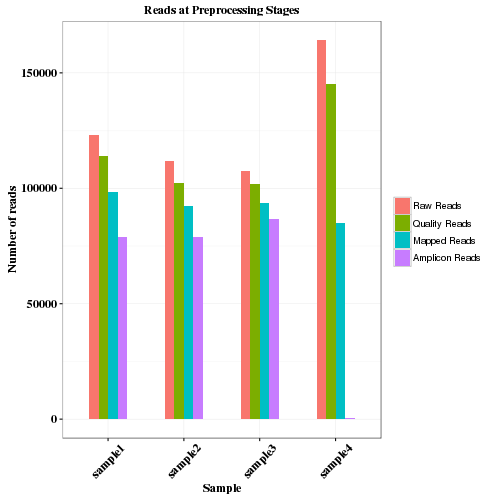 Reads at Preprocessing Stages
Number of reads
150000
100000
50000
0
sample1
sample2
sample3
sample4
Sample
Raw Reads
Quality Reads
Mapped Reads
Amplicon Reads